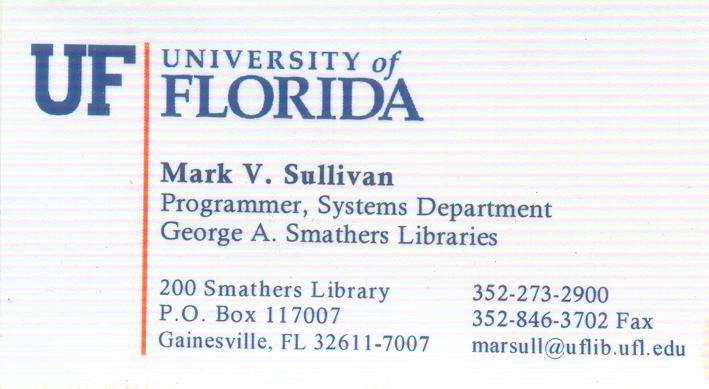 UF
UNIVERSITY of
FLORIDA
Mark V. Sullivan
Programmer, Systems Department
George A. Smathers Libraries
200 Smathers Library
P.O. Box 117007
Gainesville, FL 32611-7007
352-273-2900
352-846-3702 Fax
marsull@uflib.ufl.edu